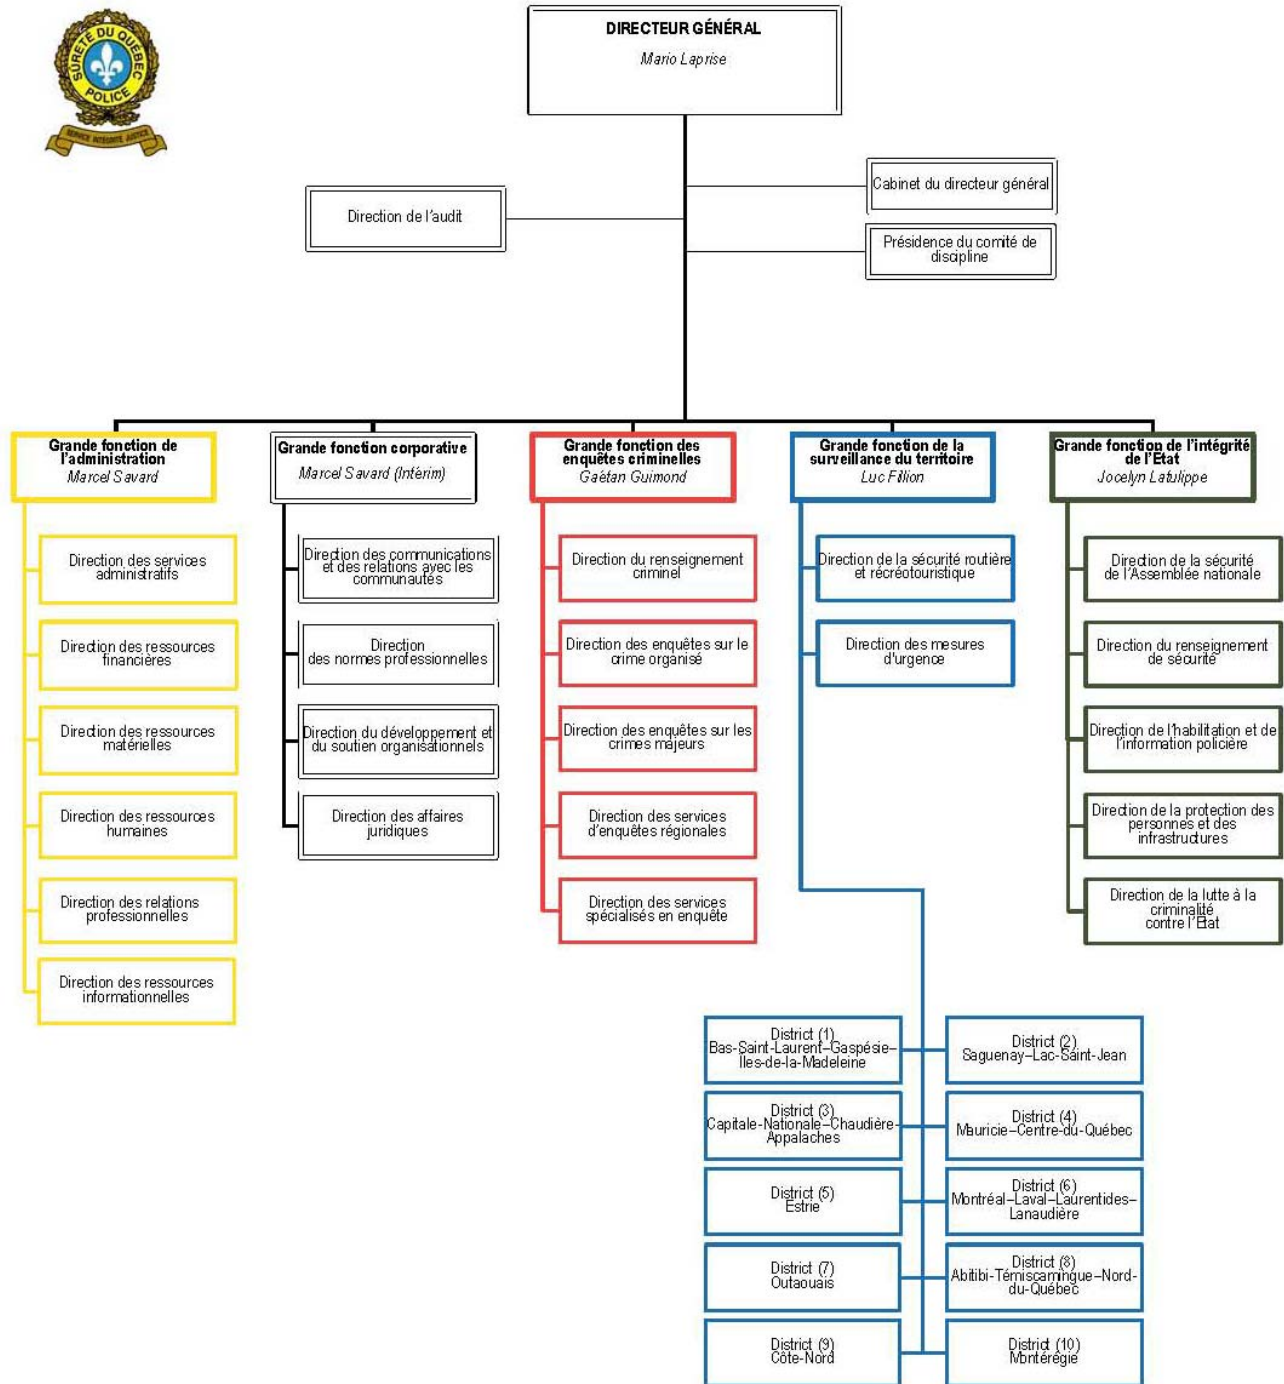 SÛRETÉ DU QUÉBEC
POLICE
SERVICE INTÉGRITÉ JUSTICE
DIRECTEUR GÉNÉRAL
Mario Laprise
Cabinet du directeur général
Direction de l'audit
Présidence du comité de
discipline
Grande fonction de
l'administration
Marcel Savard
Direction des services
administratifs
Direction des ressources
financières
Direction des ressources
matérielles
Direction des ressources
humaines
Direction des relations
professionnelles
Direction des ressources
informationnelles
Grande fonction corporative
Marcel Savard (Intérim)
Direction des communications
et des relations avec les
communautés
Direction
des normes professionnelles
Direction du développement et
du soutien organisationnels
Direction des affaires
juridiques
Grande fonction des
enquêtes criminelles
Gaétan Guimond
Direction du renseignement
criminel
Direction des enquêtes sur le
crime organisé
Direction des enquêtes sur les
crimes majeurs
Direction des services
d'enquêtes régionales
Direction des services
spécialisés en enquête
Grande fonction de la
surveillance du territoire
Luc Fillion
Direction de la sécurité routière
et récréotouristique
Direction des mesures
d'urgence
District (1)
Bas-Saint-Laurent–Gaspésie–
Îles-de-la-Madeleine
District (2)
Saguenay–Lac-Saint-Jean
District (3)
Capitale-Nationale–Chaudière-
Appalaches
District (4)
Mauricie–Centre-du-Québec
District (5)
Estrie
District (6)
Montréal–Laval–Laurentides–
Lanaudière
District (7)
Outaouais
District (8)
Abitibi-Témiscamingue–Nord-
du-Québec
District (9)
Côte-Nord
District (10)
Montérégie
Grande fonction de l'intégrité
de l'Etat
Jocelyn Latulippe
Direction de la sécurité
de l'Assemblée nationale
Direction du renseignement
de sécurité
Direction de l'habilitation et de
l'information policière
Direction de la protection des
personnes et des
infrastructures
Direction de la lutte à la
criminalité
contre l'État